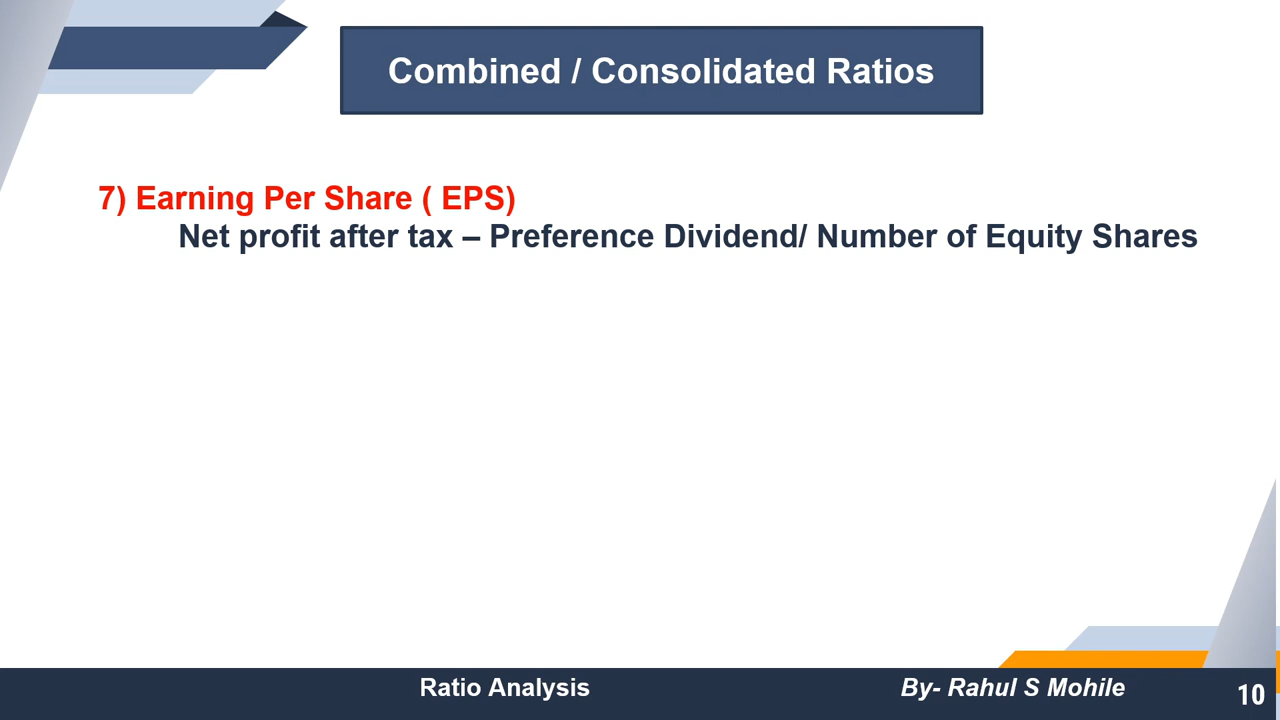 Combined / Consolidated Ratios
7) Earning Per Share ( EPS)
Net profit after tax – Preference Dividend/ Number of Equity Shares
Ratio Analysis
By- Rahul S Mohile
10